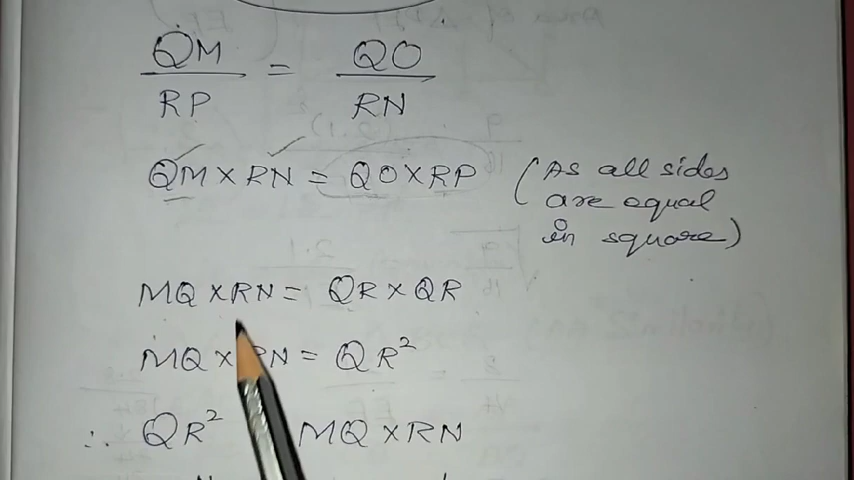 QM / RP = QO / RN
QM × RN = QO × RP (As all sides
are equal
in square)
MQ × RN = QR × QR
MQ × RN = QR²
∴ QR² MQ × RN